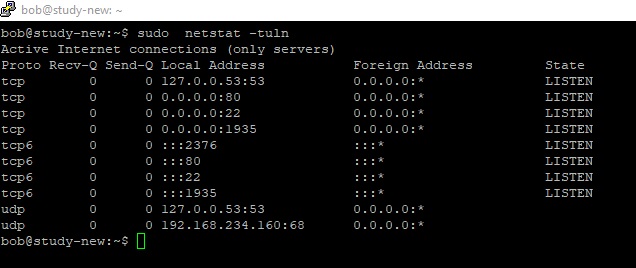 bob@study-new: ~
bob@study-new:~$ sudo  netstat -tuln
Active Internet connections (only servers)
Proto Recv-Q Send-Q Local Address           Foreign Address         State
tcp        0      0 127.0.0.53:53           0.0.0.0:*               LISTEN
tcp        0      0 0.0.0.0:80              0.0.0.0:*               LISTEN
tcp        0      0 0.0.0.0:22              0.0.0.0:*               LISTEN
tcp        0      0 0.0.0.0:1935            0.0.0.0:*               LISTEN
tcp6       0      0 :::2376                 :::*                    LISTEN
tcp6       0      0 :::80                   :::*                    LISTEN
tcp6       0      0 :::22                   :::*                    LISTEN
tcp6       0      0 :::1935                 :::*                    LISTEN
udp        0      0 127.0.0.53:53           0.0.0.0:*
udp        0      0 192.168.234.160:68      0.0.0.0:*
bob@study-new:~$